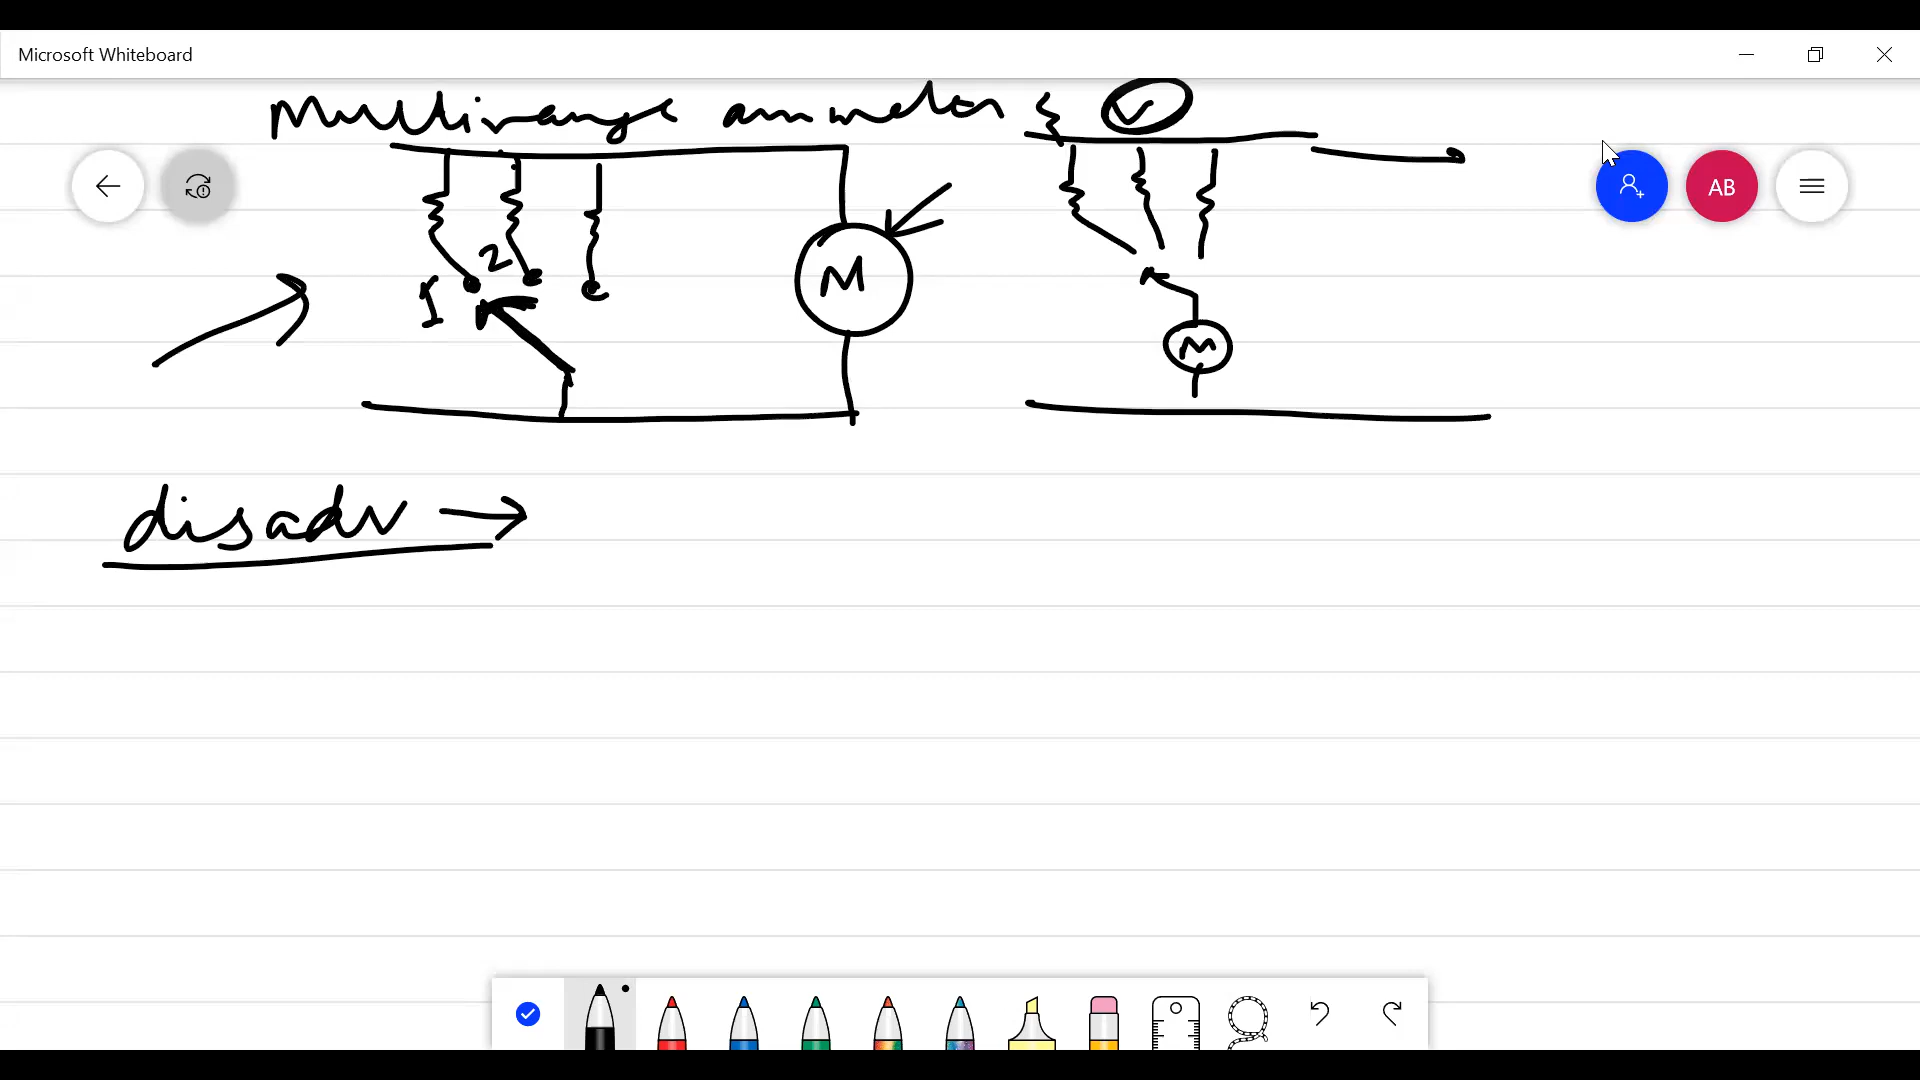 Microsoft Whiteboard
Multirange ammeter & V
AB
1 2
M
M
disadv →